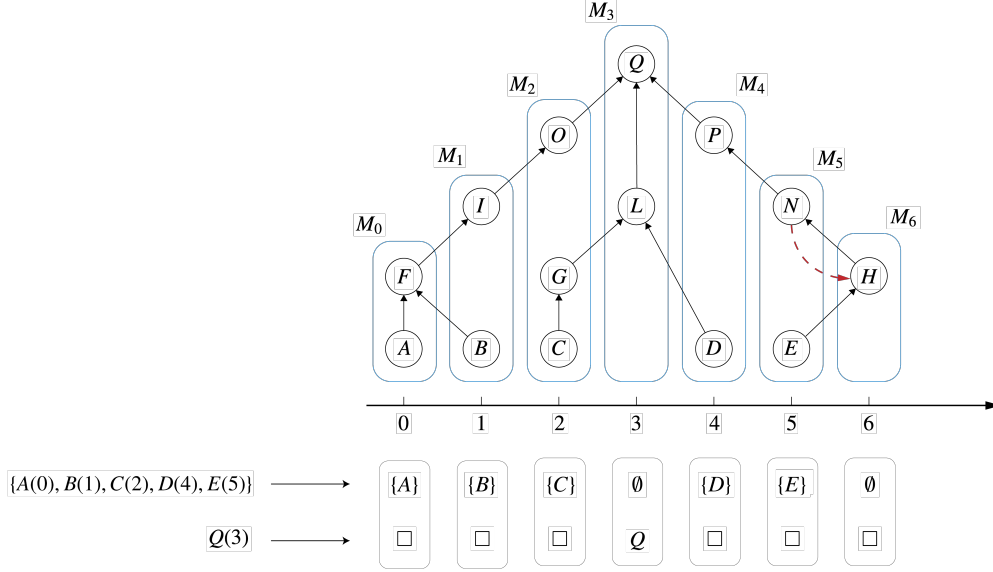 M₃
Q
M₂ M₄
O P
M₁ M₅
I L N
M₀ M₆
F G H
A B C D E
0 1 2 3 4 5 6
{A(0), B(1), C(2), D(4), E(5)} {A} {B} {C} ∅ {D} {E} ∅
Q(3) □ □ □ Q □ □ □